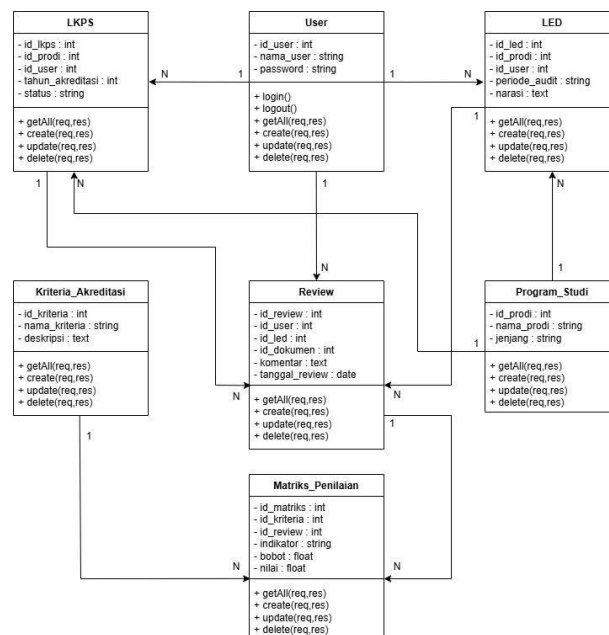 LKPS
- id_lkps : int
- id_prodi : int
- id_user : int
- tahun_akreditasi : int
- status : string
+ getAll(req,res)
+ create(req,res)
+ update(req,res)
+ delete(req,res)
N
1
User
- id_user : int
- nama_user : string
- password : string
+ login()
+ logout()
+ getAll(req,res)
+ create(req,res)
+ update(req,res)
+ delete(req,res)
1
N
LED
- id_led : int
- id_prodi : int
- id_user : int
- periode_audit : string
- narasi : text
+ getAll(req,res)
+ create(req,res)
+ update(req,res)
+ delete(req,res)
1
1
N
1
N
N
1
Kriteria_Akreditasi
- id_kriteria : int
- nama_kriteria : string
- deskripsi : text
+ getAll(req,res)
+ create(req,res)
+ update(req,res)
+ delete(req,res)
Review
- id_review : int
- id_user : int
- id_led : int
- id_dokumen : int
- komentar : text
- tanggal_review : date
+ getAll(req,res)
+ create(req,res)
+ update(req,res)
+ delete(req,res)
Program_Studi
- id_prodi : int
- nama_prodi : string
- jenjang : string
+ getAll(req,res)
+ create(req,res)
+ update(req,res)
+ delete(req,res)
1
N
N
1
1
Matriks_Penilaian
- id_matriks : int
- id_kriteria : int
- id_review : int
- indikator : string
- bobot : float
- nilai : float
+ getAll(req,res)
+ create(req,res)
+ update(req,res)
+ delete(req,res)
N
N